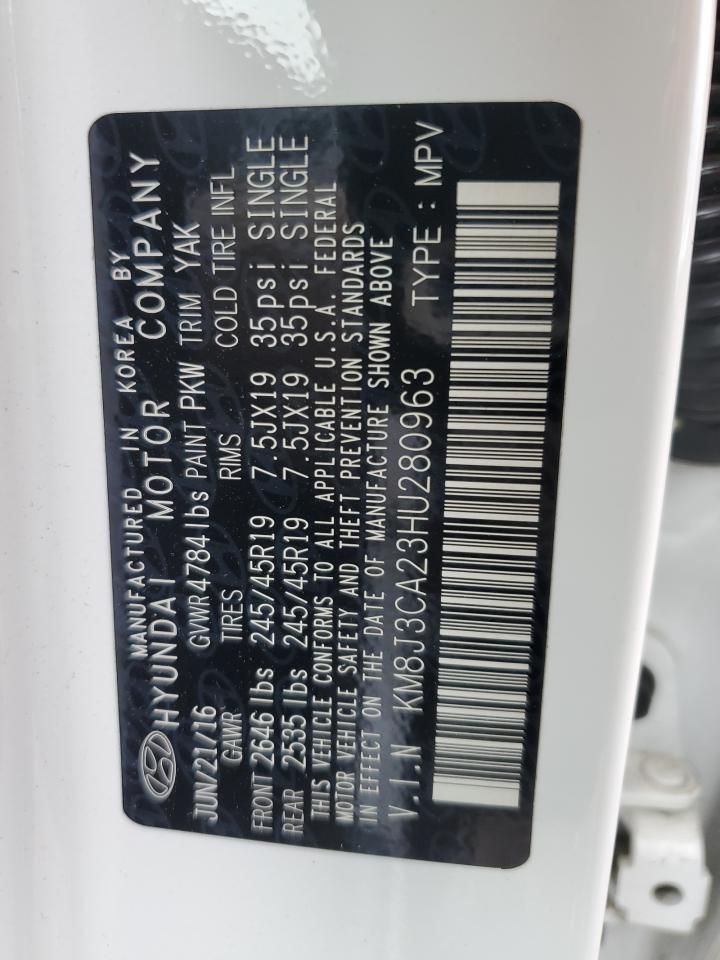 MANUFACTURED IN KOREA BY
HYUNDAI MOTOR COMPANY
JUN/21/16 GVWR 4784 lbs PAINT PKW TRIM YAK
GAWR TIRES RIMS COLD TIRE INFL
FRONT 2646 lbs 245/45R19 7.5JX19 35psi SINGLE
REAR 2535 lbs 245/45R19 7.5JX19 35psi SINGLE
THIS VEHICLE CONFORMS TO ALL APPLICABLE U.S.A. FEDERAL
MOTOR VEHICLE SAFETY AND THEFT PREVENTION STANDARDS
IN EFFECT ON THE DATE OF MANUFACTURE SHOWN ABOVE
V.I.N KM8J3CA23HU280963 TYPE : MPV